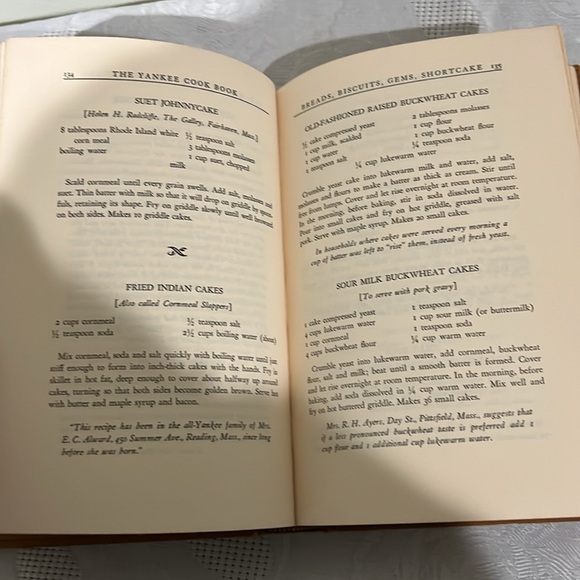 134 THE YANKEE COOK BOOK
SUET JOHNNYCAKE
[Helen H. Radcliffe, The Galley, Fairhaven, Mass.]
8 tablespoons Rhode Island white corn meal
boiling water
½ teaspoon salt
3 tablespoons molasses
1 cup suet, chopped
milk
Scald cornmeal until every grain swells. Add salt, molasses and
suet. Thin batter with milk so that it will drop on griddle by spoon-
fuls, retaining its shape. Fry on griddle slowly until well browned
on both sides. Makes 10 griddle cakes.
FRIED INDIAN CAKES
[Also called Cornmeal Slappers]
2 cups cornmeal
½ teaspoon soda
½ teaspoon salt
2½ cups boiling water (about)
Mix cornmeal, soda and salt quickly with boiling water until just
stiff enough to form into inch-thick cakes with the hands. Fry in
skillet in hot fat, deep enough to cover about halfway up around
cakes, turning so that both sides become golden brown. Serve hot
with butter and maple syrup and bacon.
"This recipe has been in the all-Yankee family of Mrs.
E. C. Alward, 450 Summer Ave., Reading, Mass., since long
before she was born."
BREADS, BISCUITS, GEMS, SHORTCAKE 135
OLD-FASHIONED RAISED BUCKWHEAT CAKES
½ cake compressed yeast
1 cup milk, scalded
1 cup water
1 teaspoon salt
2 tablespoons molasses
1 cup flour
1 cup buckwheat flour
¼ teaspoon soda
¼ cup lukewarm water
Crumble yeast cake into lukewarm milk and water, add salt,
molasses and flours to make a batter as thick as cream. Stir until
free from lumps. Cover and let rise overnight at room temperature.
In the morning, before baking, stir in soda dissolved in water.
Pour into small cakes and fry on hot griddle, greased with salt
pork. Serve with maple syrup. Makes 20 small cakes.
In households where cakes were served every morning a
cup of batter was left to "rise" them, instead of fresh yeast.
SOUR MILK BUCKWHEAT CAKES
[To serve with pork gravy]
1 cake compressed yeast
4 cups lukewarm water
1 cup cornmeal
4 cups buckwheat flour
1 teaspoon salt
1 cup sour milk (or buttermilk)
1 teaspoon soda
¼ cup warm water
Crumble yeast into lukewarm water, add cornmeal, buckwheat
flour, salt and milk; beat until a smooth batter is formed. Cover
and let rise overnight at room temperature. In the morning, before
baking, add soda dissolved in ¼ cup warm water. Mix well and
fry on hot buttered griddle. Makes 36 small cakes.
Mrs. R. H. Ayers, Day St., Pittsfield, Mass., suggests that
if a less pronounced buckwheat taste is preferred add 1
cup flour and 1 additional cup lukewarm water.